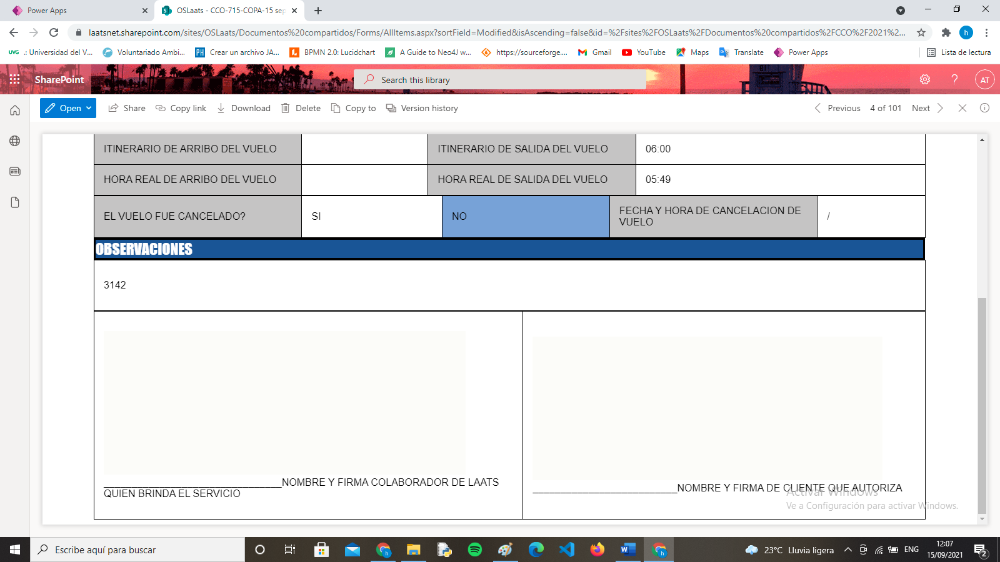 Power Apps
OSLaats - CCO-715-COPA-15 sep
laatsnet.sharepoint.com/sites/OSLaats/Documentos%20compartidos/Forms/AllItems.aspx?sortField=Modified&isAscending=false&id=%2Fsites%2FOSLaats%2FDocumentos%20compartidos%2FCCO%2F2021%2...
h
UVG .: Universidad del V...
Voluntariado Ambi...
PH Crear un archivo JA...
BPMN 2.0: Lucidchart
A Guide to Neo4J w...
https://sourceforge....
Gmail
YouTube
Maps
Translate
Power Apps
Lista de lectura
SharePoint
Search this library
AT
Open
Share
Copy link
Download
Delete
Copy to
Version history
Previous
4 of 101
Next
ITINERARIO DE ARRIBO DEL VUELO
ITINERARIO DE SALIDA DEL VUELO
06:00
HORA REAL DE ARRIBO DEL VUELO
HORA REAL DE SALIDA DEL VUELO
05:49
EL VUELO FUE CANCELADO?
SI
NO
FECHA Y HORA DE CANCELACION DE
VUELO
/
OBSERVACIONES
3142
________________________________NOMBRE Y FIRMA COLABORADOR DE LAATS
QUIEN BRINDA EL SERVICIO
__________________________NOMBRE Y FIRMA DE CLIENTE QUE AUTORIZA
Activar Windows
Ve a Configuración para activar Windows.
Escribe aquí para buscar
23°C Lluvia ligera
ENG
12:07
15/09/2021
2